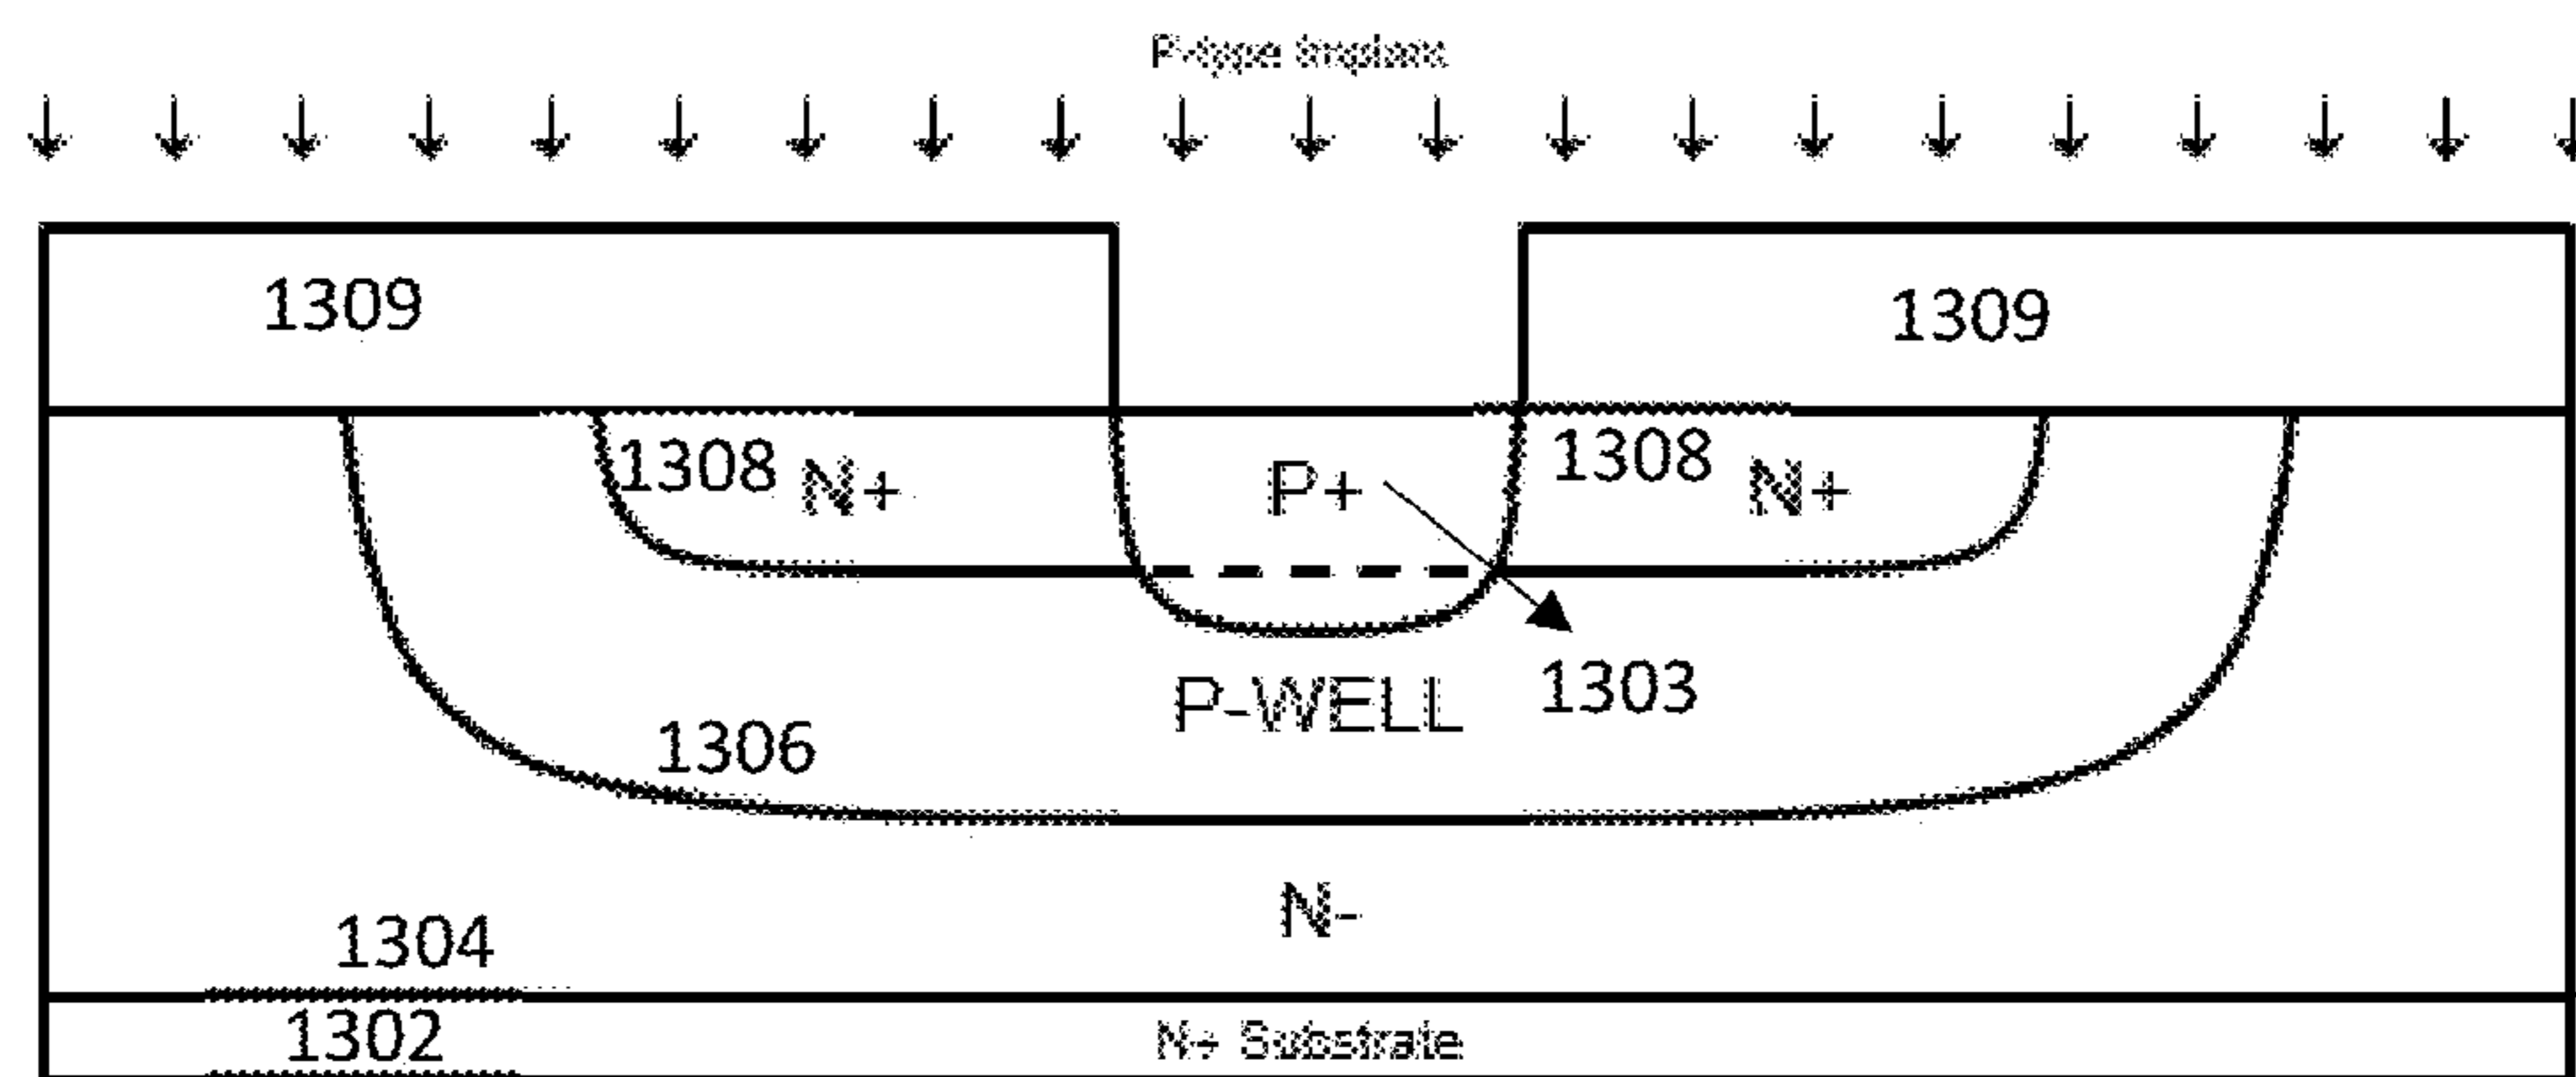 P-type Implant
1309
1309
1308 N+
P+
1308 N+
1303
P-WELL
1306
N-
1304
1302
N+ Substrate